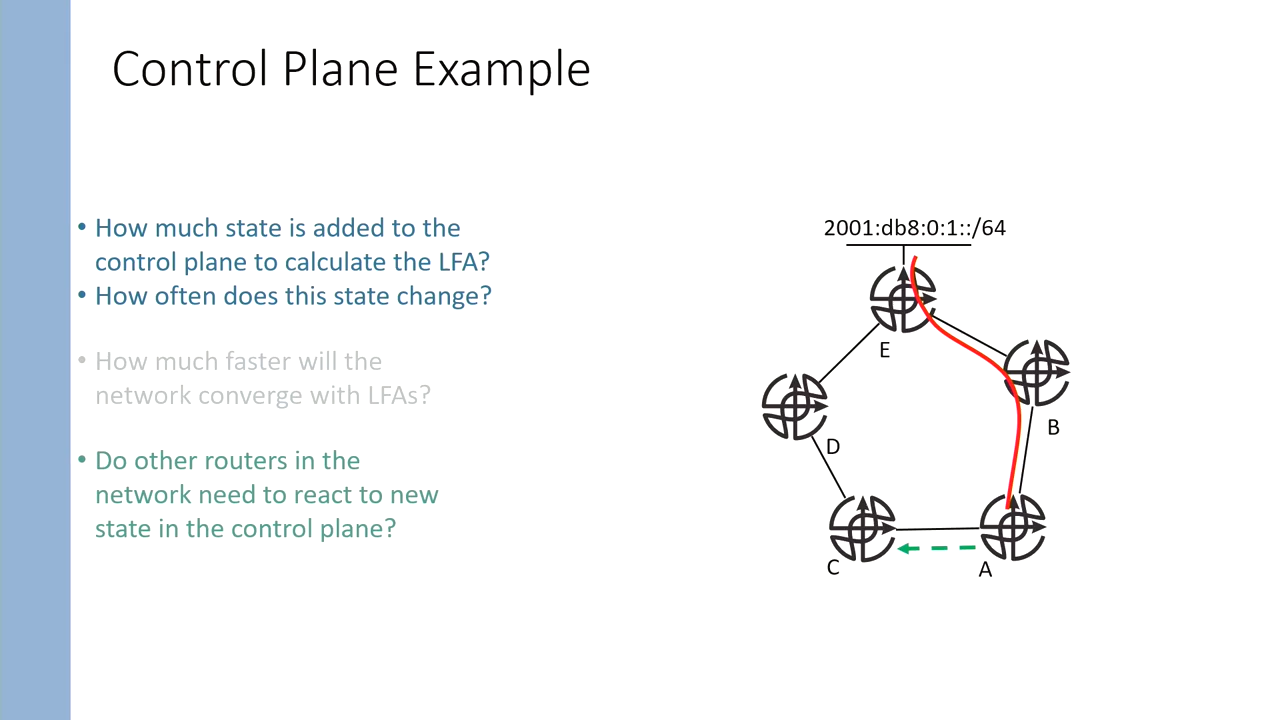 Control Plane Example
• How much state is added to the
control plane to calculate the LFA?
• How often does this state change?
• How much faster will the
network converge with LFAs?
• Do other routers in the
network need to react to new
state in the control plane?
2001:db8:0:1::/64
E
B
D
C
A